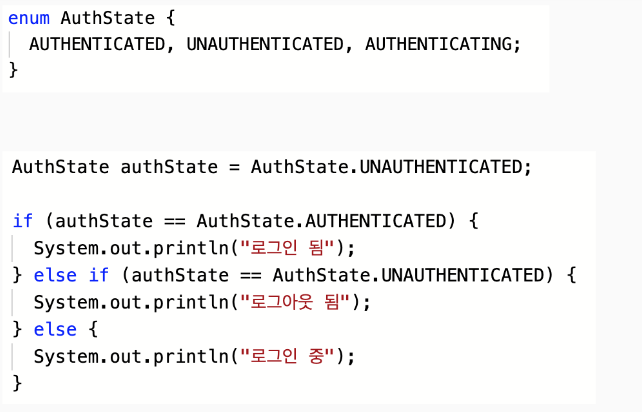 enum AuthState {
AUTHENTICATED, UNAUTHENTICATED, AUTHENTICATING;
}
AuthState authState = AuthState.UNAUTHENTICATED;
if (authState == AuthState.AUTHENTICATED) {
System.out.println("로그인 됨");
} else if (authState == AuthState.UNAUTHENTICATED) {
System.out.println("로그아웃 됨");
} else {
System.out.println("로그인 중");
}